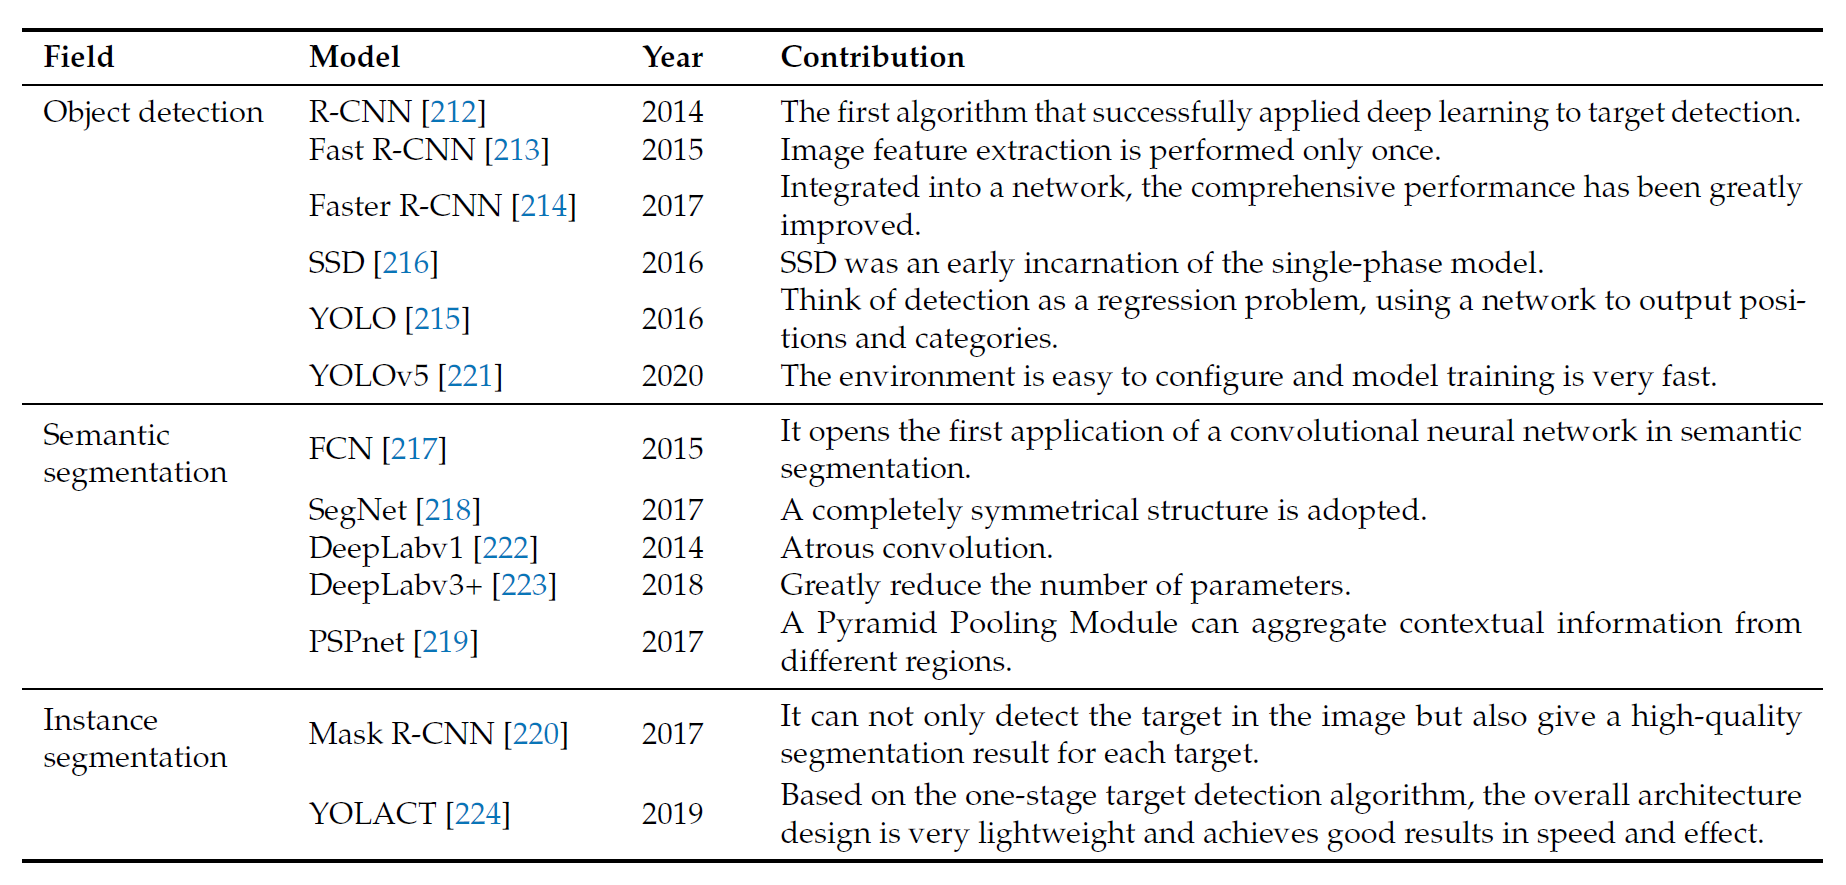 Field Model Year Contribution
Object detection R-CNN [212] 2014 The first algorithm that successfully applied deep learning to target detection.
Fast R-CNN [213] 2015 Image feature extraction is performed only once.
Faster R-CNN [214] 2017 Integrated into a network, the comprehensive performance has been greatly
improved.
SSD [216] 2016 SSD was an early incarnation of the single-phase model.
YOLO [215] 2016 Think of detection as a regression problem, using a network to output posi-
tions and categories.
YOLOv5 [221] 2020 The environment is easy to configure and model training is very fast.
Semantic
segmentation
FCN [217] 2015 It opens the first application of a convolutional neural network in semantic
segmentation.
SegNet [218] 2017 A completely symmetrical structure is adopted.
DeepLabv1 [222] 2014 Atrous convolution.
DeepLabv3+ [223] 2018 Greatly reduce the number of parameters.
PSPnet [219] 2017 A Pyramid Pooling Module can aggregate contextual information from
different regions.
Instance
segmentation
Mask R-CNN [220] 2017 It can not only detect the target in the image but also give a high-quality
segmentation result for each target.
YOLACT [224] 2019 Based on the one-stage target detection algorithm, the overall architecture
design is very lightweight and achieves good results in speed and effect.